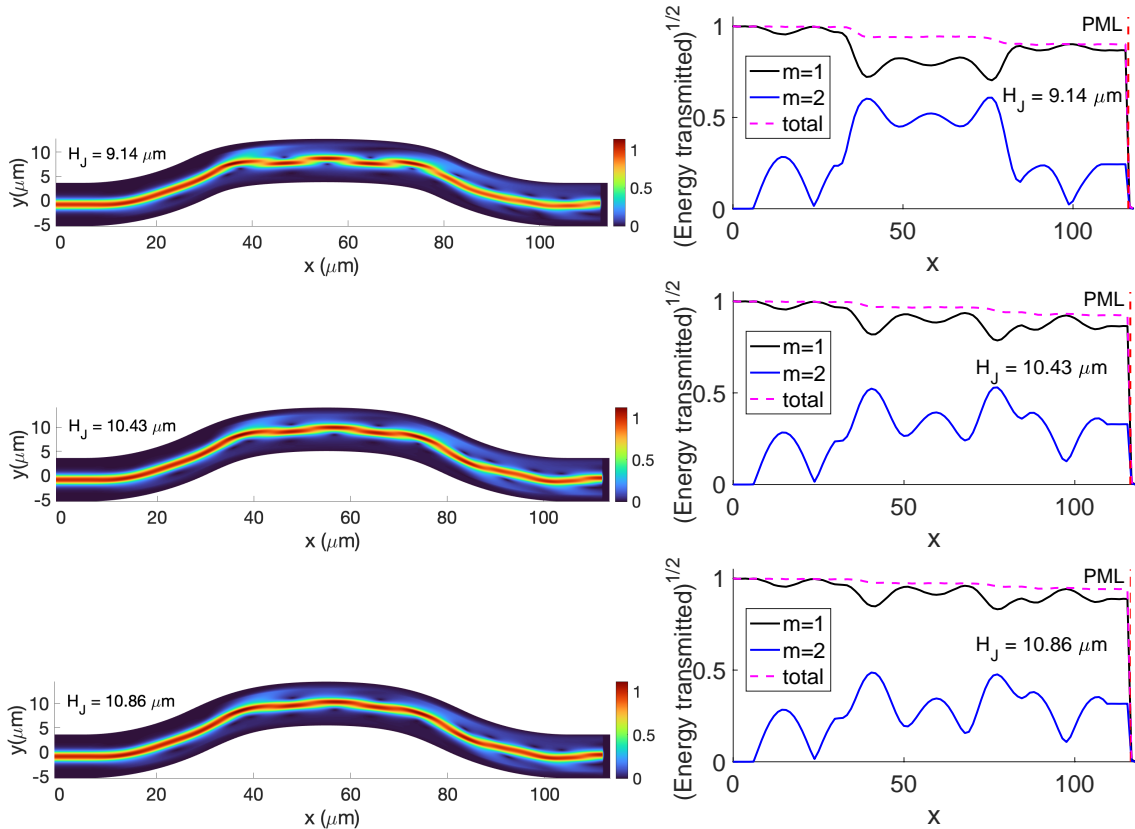 H_J = 9.14 μm
y(μm)
10
5
0
-5
0
20
40
60
80
100
x (μm)
1
0.5
0
(Energy transmitted)^{1/2}
1
0.5
0
PML
m=1
m=2
total
H_J = 9.14 μm
0
50
100
x
H_J = 10.43 μm
y(μm)
10
5
0
-5
0
20
40
60
80
100
x (μm)
1
0.5
0
(Energy transmitted)^{1/2}
1
0.5
0
PML
m=1
m=2
total
H_J = 10.43 μm
0
50
100
x
H_J = 10.86 μm
y(μm)
10
5
0
-5
0
20
40
60
80
100
x (μm)
1
0.5
0
(Energy transmitted)^{1/2}
1
0.5
0
PML
m=1
m=2
total
H_J = 10.86 μm
0
50
100
x